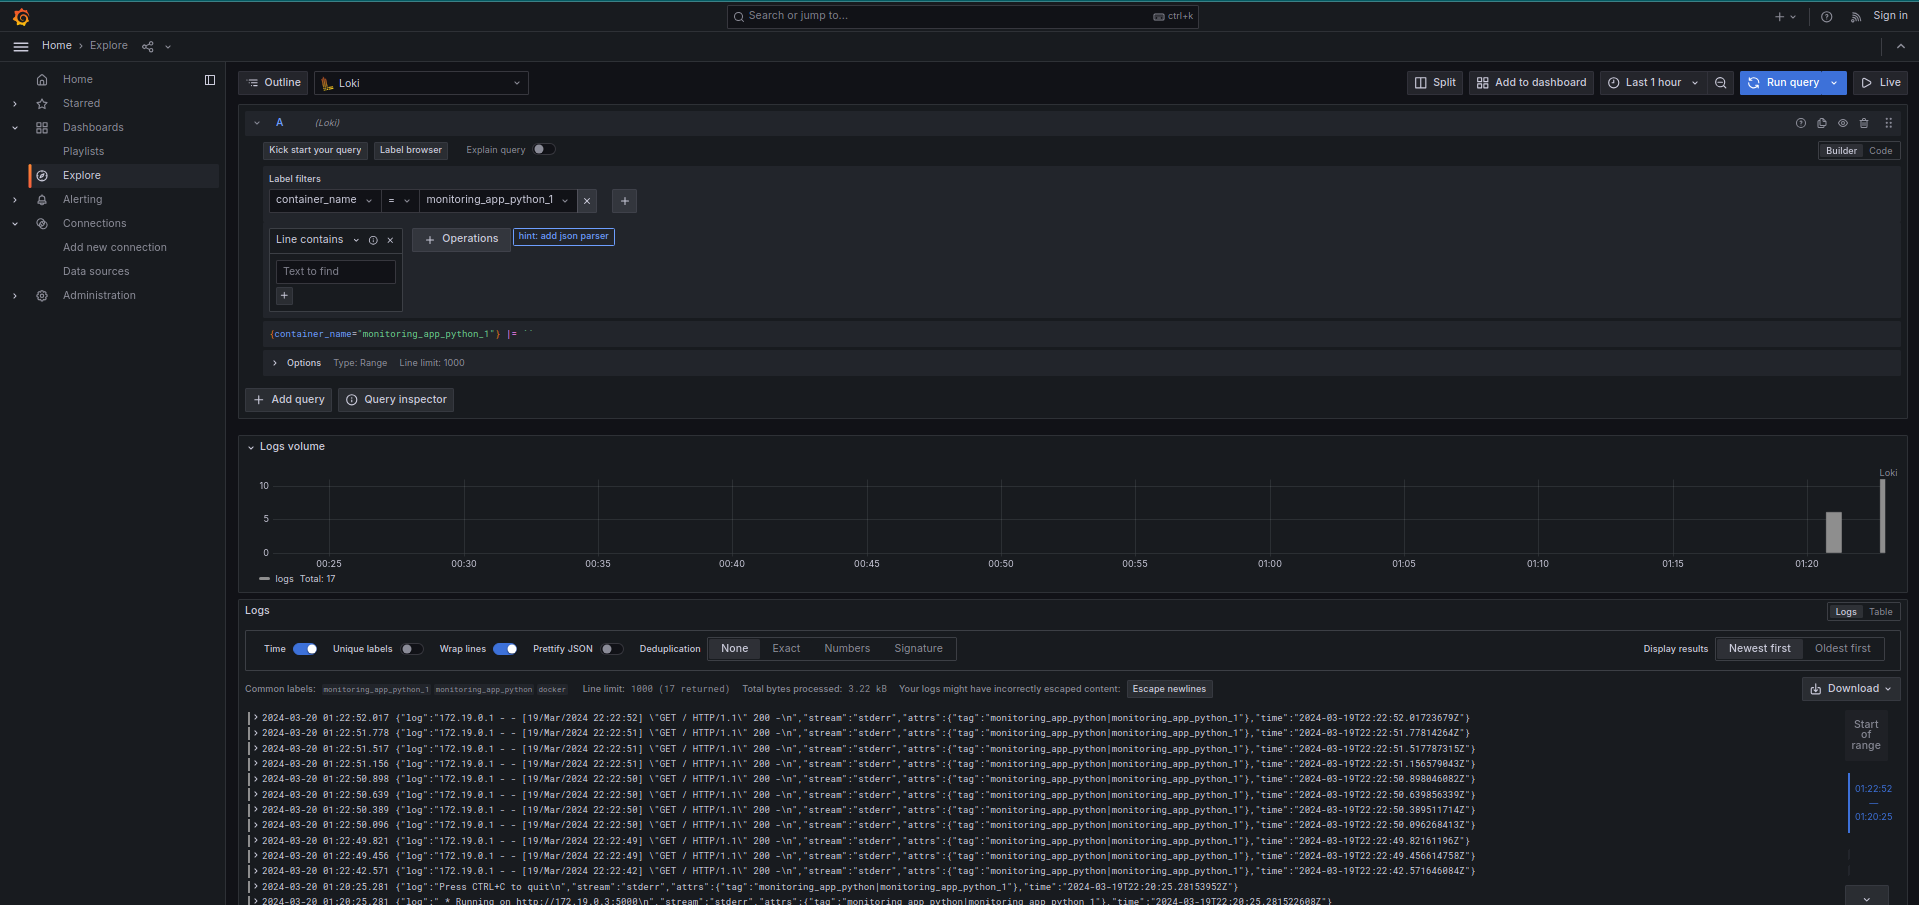 Search or jump to...
ctrl+k
Sign in
Home › Explore
Home
Starred
Dashboards
Playlists
Explore
Alerting
Connections
Add new connection
Data sources
Administration
Outline
Loki
Split
Add to dashboard
Last 1 hour
Run query
Live
A (Loki)
Kick start your query
Label browser
Explain query
Builder
Code
Label filters
container_name
=
monitoring_app_python_1
Line contains
Operations
hint: add json parser
Text to find
{container_name="monitoring_app_python_1"} |= ``
Options Type: Range Line limit: 1000
Add query
Query inspector
Logs volume
Loki
10
5
0
00:25 00:30 00:35 00:40 00:45 00:50 00:55 01:00 01:05 01:10 01:15 01:20
logs Total: 17
Logs
Logs
Table
Time
Unique labels
Wrap lines
Prettify JSON
Deduplication
None
Exact
Numbers
Signature
Display results
Newest first
Oldest first
Common labels: monitoring_app_python_1 monitoring_app_python docker Line limit: 1000 (17 returned) Total bytes processed: 3.22 kB Your logs might have incorrectly escaped content: Escape newlines
Download
2024-03-20 01:22:52.017 {"log":"172.19.0.1 - - [19/Mar/2024 22:22:52] \"GET / HTTP/1.1\" 200 -\n","stream":"stderr","attrs":{"tag":"monitoring_app_python|monitoring_app_python_1"},"time":"2024-03-19T22:22:52.01723679Z"}
2024-03-20 01:22:51.778 {"log":"172.19.0.1 - - [19/Mar/2024 22:22:51] \"GET / HTTP/1.1\" 200 -\n","stream":"stderr","attrs":{"tag":"monitoring_app_python|monitoring_app_python_1"},"time":"2024-03-19T22:22:51.77814264Z"}
2024-03-20 01:22:51.517 {"log":"172.19.0.1 - - [19/Mar/2024 22:22:51] \"GET / HTTP/1.1\" 200 -\n","stream":"stderr","attrs":{"tag":"monitoring_app_python|monitoring_app_python_1"},"time":"2024-03-19T22:22:51.517787315Z"}
2024-03-20 01:22:51.156 {"log":"172.19.0.1 - - [19/Mar/2024 22:22:51] \"GET / HTTP/1.1\" 200 -\n","stream":"stderr","attrs":{"tag":"monitoring_app_python|monitoring_app_python_1"},"time":"2024-03-19T22:22:51.156579043Z"}
2024-03-20 01:22:50.898 {"log":"172.19.0.1 - - [19/Mar/2024 22:22:50] \"GET / HTTP/1.1\" 200 -\n","stream":"stderr","attrs":{"tag":"monitoring_app_python|monitoring_app_python_1"},"time":"2024-03-19T22:22:50.898046082Z"}
2024-03-20 01:22:50.639 {"log":"172.19.0.1 - - [19/Mar/2024 22:22:50] \"GET / HTTP/1.1\" 200 -\n","stream":"stderr","attrs":{"tag":"monitoring_app_python|monitoring_app_python_1"},"time":"2024-03-19T22:22:50.639856339Z"}
2024-03-20 01:22:50.389 {"log":"172.19.0.1 - - [19/Mar/2024 22:22:50] \"GET / HTTP/1.1\" 200 -\n","stream":"stderr","attrs":{"tag":"monitoring_app_python|monitoring_app_python_1"},"time":"2024-03-19T22:22:50.389511714Z"}
2024-03-20 01:22:50.096 {"log":"172.19.0.1 - - [19/Mar/2024 22:22:50] \"GET / HTTP/1.1\" 200 -\n","stream":"stderr","attrs":{"tag":"monitoring_app_python|monitoring_app_python_1"},"time":"2024-03-19T22:22:50.096268413Z"}
2024-03-20 01:22:49.821 {"log":"172.19.0.1 - - [19/Mar/2024 22:22:49] \"GET / HTTP/1.1\" 200 -\n","stream":"stderr","attrs":{"tag":"monitoring_app_python|monitoring_app_python_1"},"time":"2024-03-19T22:22:49.82161196Z"}
2024-03-20 01:22:49.456 {"log":"172.19.0.1 - - [19/Mar/2024 22:22:49] \"GET / HTTP/1.1\" 200 -\n","stream":"stderr","attrs":{"tag":"monitoring_app_python|monitoring_app_python_1"},"time":"2024-03-19T22:22:49.456614758Z"}
2024-03-20 01:22:42.571 {"log":"172.19.0.1 - - [19/Mar/2024 22:22:42] \"GET / HTTP/1.1\" 200 -\n","stream":"stderr","attrs":{"tag":"monitoring_app_python|monitoring_app_python_1"},"time":"2024-03-19T22:22:42.571646084Z"}
2024-03-20 01:20:25.281 {"log":"Press CTRL+C to quit\n","stream":"stderr","attrs":{"tag":"monitoring_app_python|monitoring_app_python_1"},"time":"2024-03-19T22:20:25.28153952Z"}
2024-03-20 01:20:25.281 {"log":" * Running on http://172.19.0.3:5000\n","stream":"stderr","attrs":{"tag":"monitoring_app_python|monitoring_app_python_1"},"time":"2024-03-19T22:20:25.281522608Z"}
Start
of
range
01:22:52
—
01:20:25